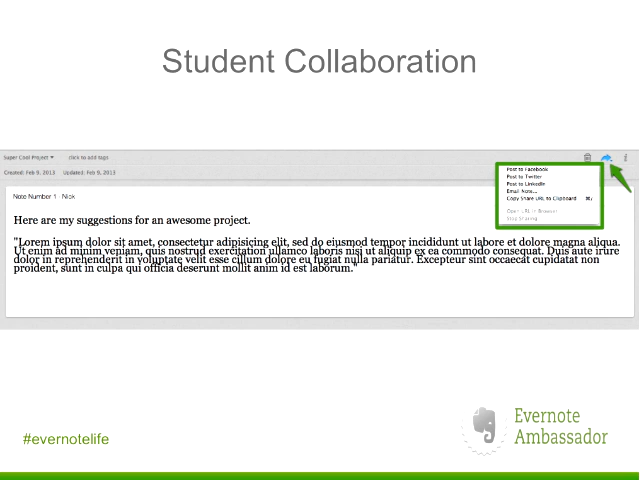 Student Collaboration
Super Cool Project
click to add tags
Created: Feb 9, 2013 Updated: Feb 9, 2013
Post to Facebook
Post to Twitter
Post to LinkedIn
Email Note...
Copy Share URL to Clipboard ⌘/
Open URL in Browser
Stop Sharing
Note Number 1 - Nick
Here are my suggestions for an awesome project.
"Lorem ipsum dolor sit amet, consectetur adipisicing elit, sed do eiusmod tempor incididunt ut labore et dolore magna aliqua.
Ut enim ad minim veniam, quis nostrud exercitation ullamco laboris nisi ut aliquip ex ea commodo consequat. Duis aute irure
dolor in reprehenderit in voluptate velit esse cillum dolore eu fugiat nulla pariatur. Excepteur sint occaecat cupidatat non
proident, sunt in culpa qui officia deserunt mollit anim id est laborum."
#evernotelife
Evernote
Ambassador